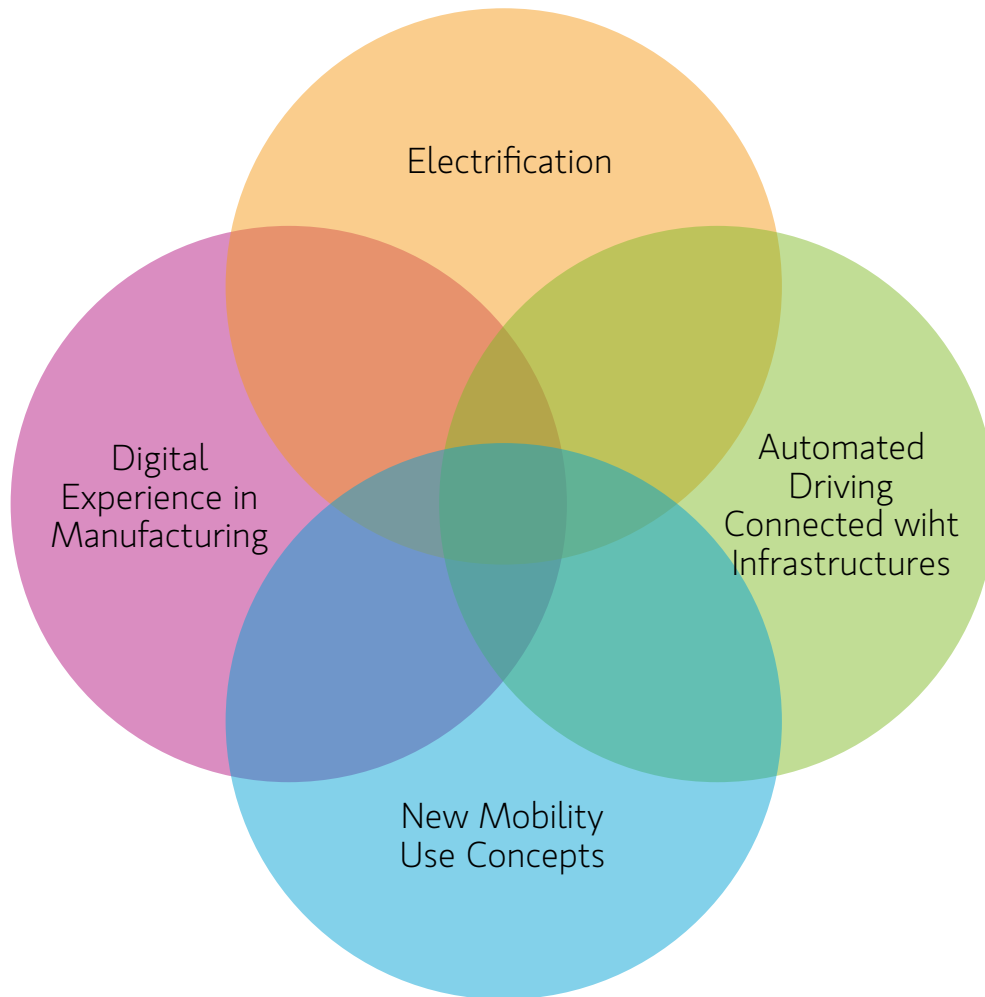 Electrification
Digital
Experience in
Manufacturing
Automated
Driving
Connected wiht
Infrastructures
New Mobility
Use Concepts